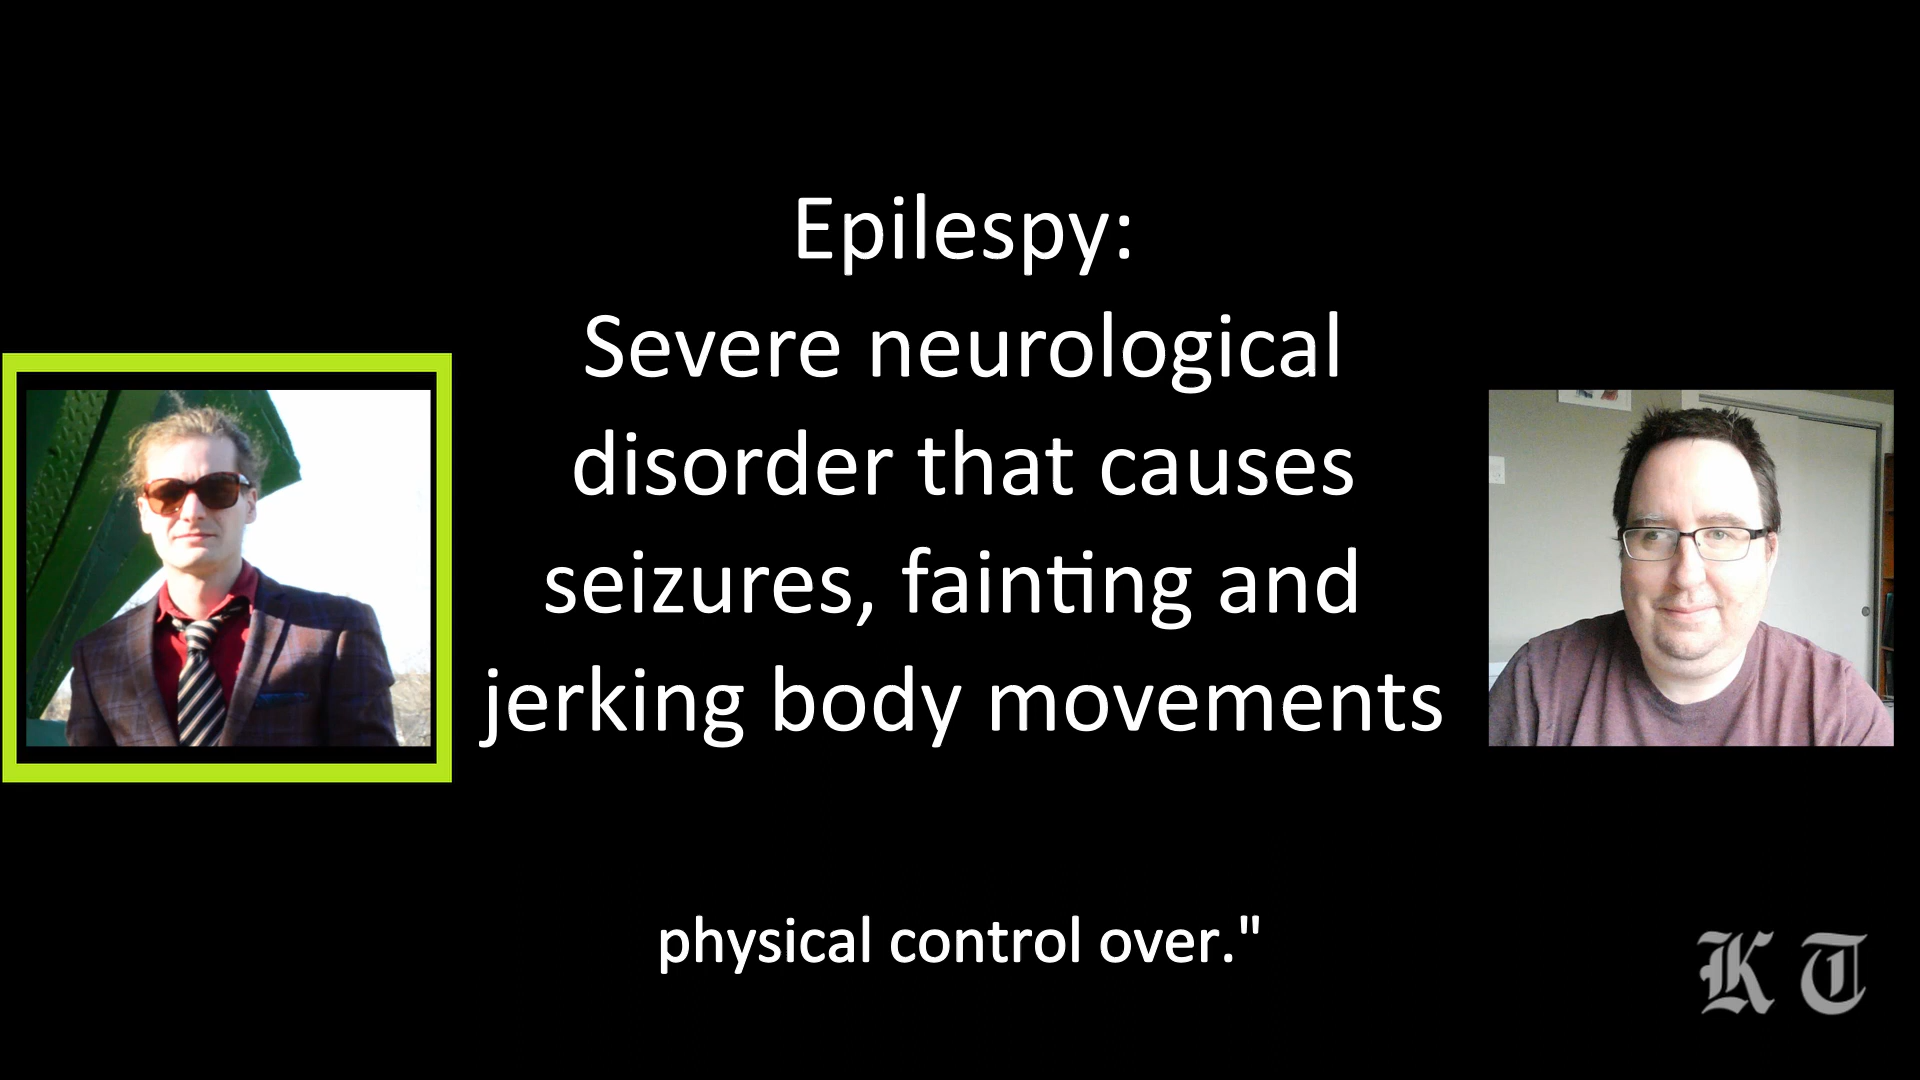 Epilespy:
Severe neurological
disorder that causes
seizures, fainting and
jerking body movements
physical control over."
K T